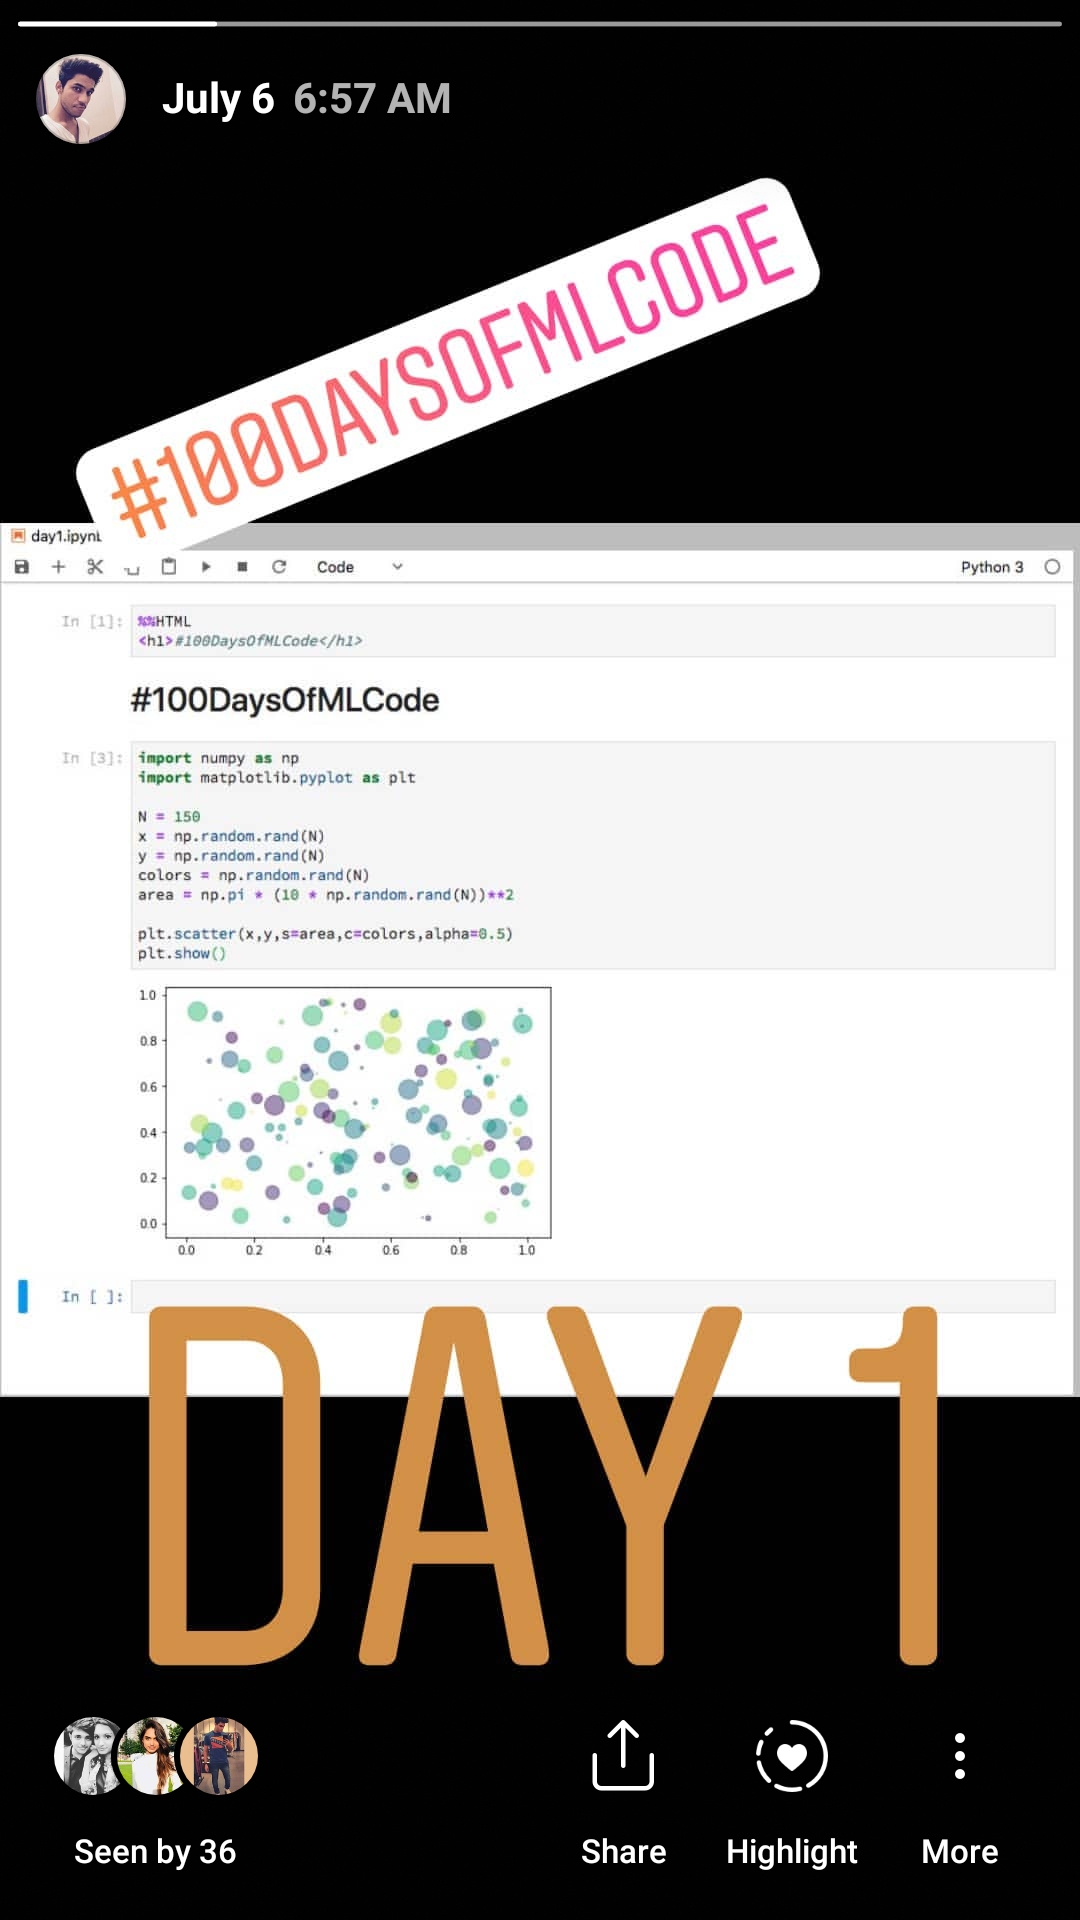 July 6 6:57 AM
#100DAYSOFMLCODE
Code
Python 3
In [1]:
%%HTML
<h1>#100DaysOfMLCode</h1>
#100DaysOfMLCode
In [3]:
import numpy as np
import matplotlib.pyplot as plt
N = 150
x = np.random.rand(N)
y = np.random.rand(N)
colors = np.random.rand(N)
area = np.pi * (10 * np.random.rand(N))**2
plt.scatter(x,y,s=area,c=colors,alpha=0.5)
plt.show()
1.0
0.8
0.6
0.4
0.2
0.0
0.0 0.2 0.4 0.6 0.8 1.0
In [ ]:
DAY 1
Seen by 36
Share
Highlight
More